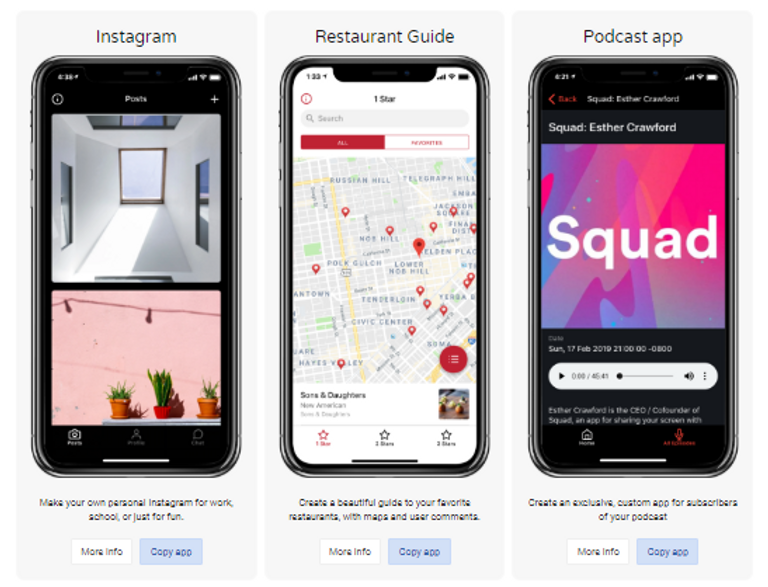 Instagram
6:38
Posts
Posts
Profile
Chat
Make your own personal Instagram for work,
school, or just for fun.
More Info
Copy app
Restaurant Guide
1:33
1 Star
Search
ALL
FAVORITES
RUSSIAN HILL
TELEGRAPH HILL
JACKSON
SQUARE
NOB HILL
POLK GULCH
LOWER
NOB HILL
TENDERLOIN
YERBA B
CIVIC CENTER
SOMA
HAYES VALLEY
Sons & Daughters
New American
Sons & Daughters
1 Star
2 Stars
3 Stars
Create a beautiful guide to your favorite
restaurants, with maps and user comments.
More Info
Copy app
Podcast app
6:21
Back
Squad: Esther Crawford
Squad: Esther Crawford
Squad
Date
Sun, 17 Feb 2019 21:00:00 -0800
0:00 / 45:41
Esther Crawford is the CEO / Cofounder of
Squad, an app for sharing your screen with
Home
All Episodes
Create an exclusive, custom app for subscribers
of your podcast
More Info
Copy app